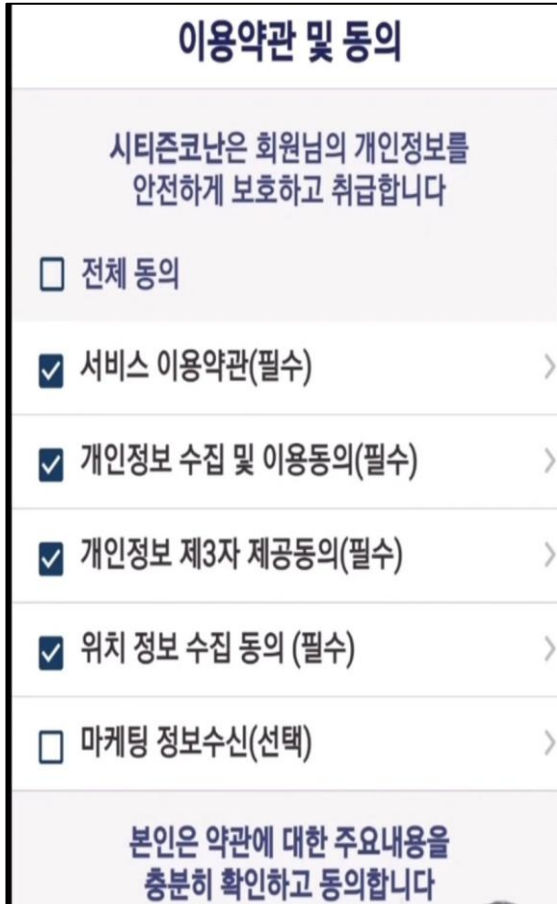 이용약관 및 동의
시티즌코난은 회원님의 개인정보를
안전하게 보호하고 취급합니다
전체 동의
서비스 이용약관(필수)
개인정보 수집 및 이용동의(필수)
개인정보 제3자 제공동의(필수)
위치 정보 수집 동의 (필수)
마케팅 정보수신(선택)
본인은 약관에 대한 주요내용을
충분히 확인하고 동의합니다